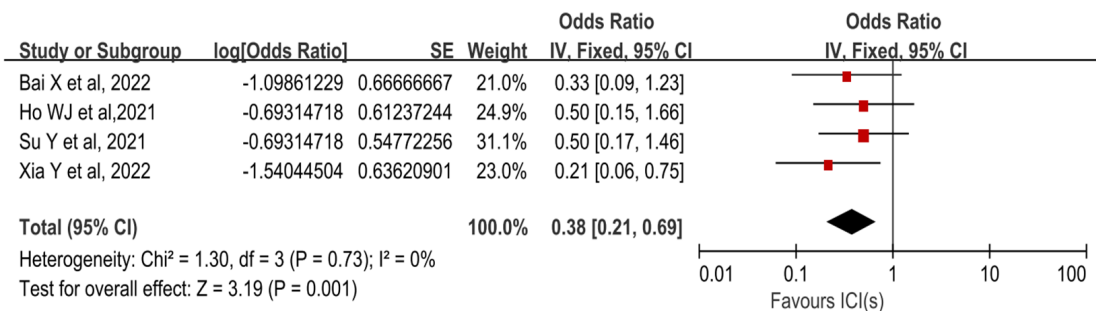 Odds Ratio Odds Ratio
Study or Subgroup log[Odds Ratio] SE Weight IV, Fixed, 95% CI IV, Fixed, 95% CI
Bai X et al, 2022 -1.09861229 0.66666667 21.0% 0.33 [0.09, 1.23]
Ho WJ et al,2021 -0.69314718 0.61237244 24.9% 0.50 [0.15, 1.66]
Su Y et al, 2021 -0.69314718 0.54772256 31.1% 0.50 [0.17, 1.46]
Xia Y et al, 2022 -1.54044504 0.63620901 23.0% 0.21 [0.06, 0.75]
Total (95% CI) 100.0% 0.38 [0.21, 0.69]
Heterogeneity: Chi² = 1.30, df = 3 (P = 0.73); I² = 0%
Test for overall effect: Z = 3.19 (P = 0.001)
0.01 0.1 1 10 100
Favours ICI(s)